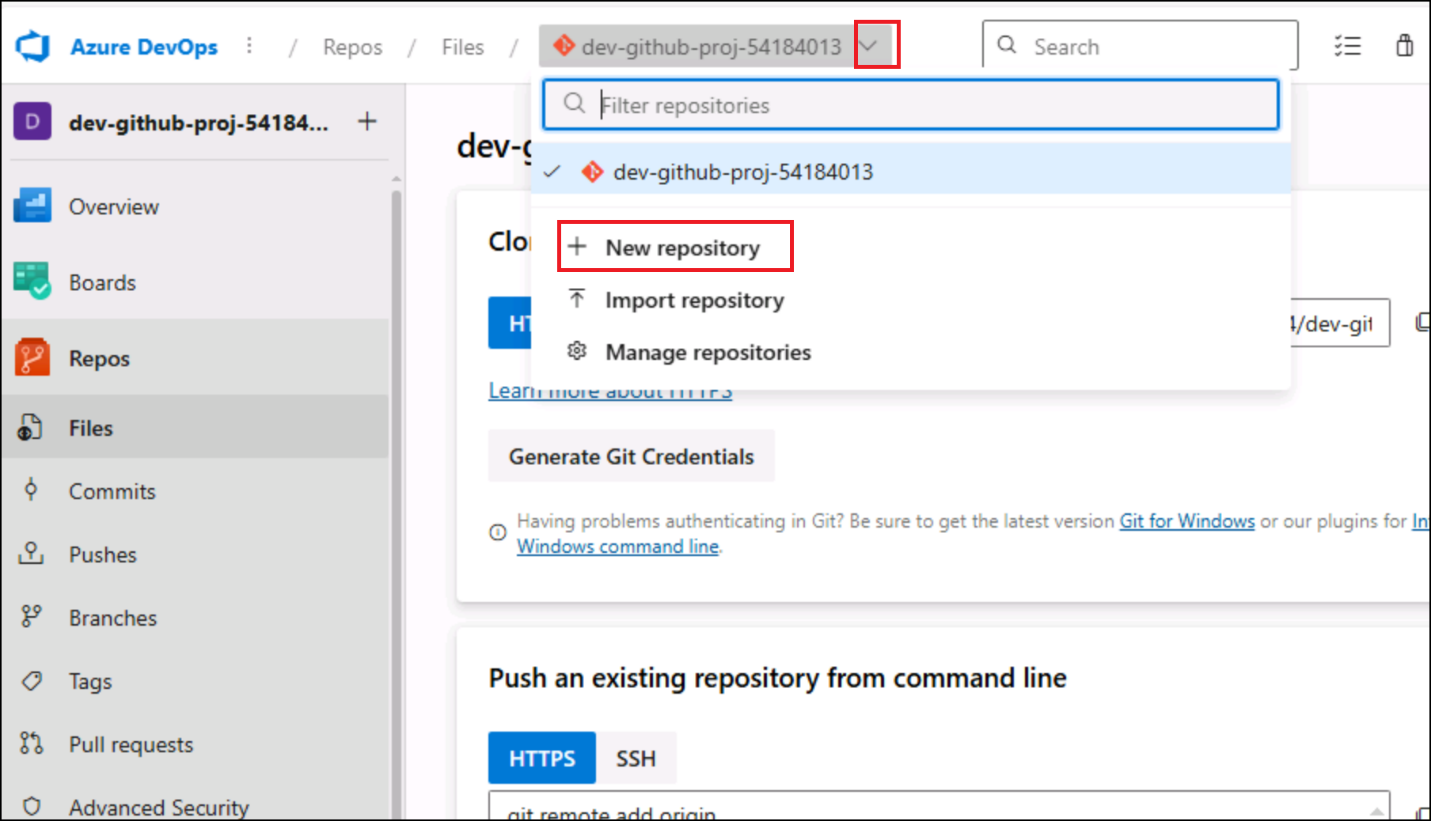 Azure DevOps / Repos / Files / dev-github-proj-54184013 Search
D dev-github-proj-54184... +
Filter repositories
dev-github-proj-54184013
New repository
Import repository
Manage repositories
Overview
Boards
Repos
Files
Commits
Pushes
Branches
Tags
Pull requests
Advanced Security
dev-g
Clo
HT
4/dev-git
Learn more about HTTPS
Generate Git Credentials
Having problems authenticating in Git? Be sure to get the latest version Git for Windows or our plugins for In
Windows command line.
Push an existing repository from command line
HTTPS SSH
git remote add origin